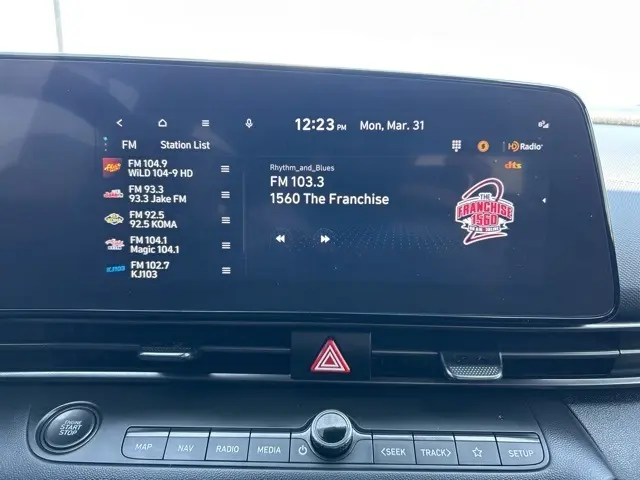 12:23 PM Mon, Mar. 31
FM Station List
HD Radio
dts
FM 104.9
WiLD 104-9 HD
FM 93.3
93.3 Jake FM
FM 92.5
92.5 KOMA
FM 104.1
Magic 104.1
KJ103
FM 102.7
KJ103
Rhythm_and_Blues
FM 103.3
1560 The Franchise
THE
FRANCHISE
1560
ENGINE
START
STOP
MAP NAV RADIO MEDIA <SEEK TRACK> SETUP